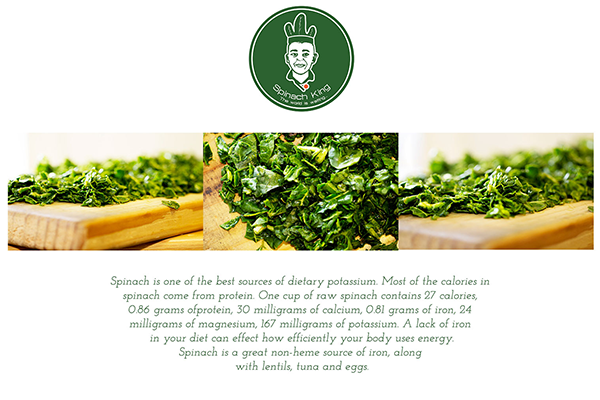 Spinach King
The world is waiting
Spinach is one of the best sources of dietary potassium. Most of the calories in
spinach come from protein. One cup of raw spinach contains 27 calories,
0.86 grams ofprotein, 30 milligrams of calcium, 0.81 grams of iron, 24
milligrams of magnesium, 167 milligrams of potassium. A lack of iron
in your diet can effect how efficiently your body uses energy.
Spinach is a great non-heme source of iron, along
with lentils, tuna and eggs.